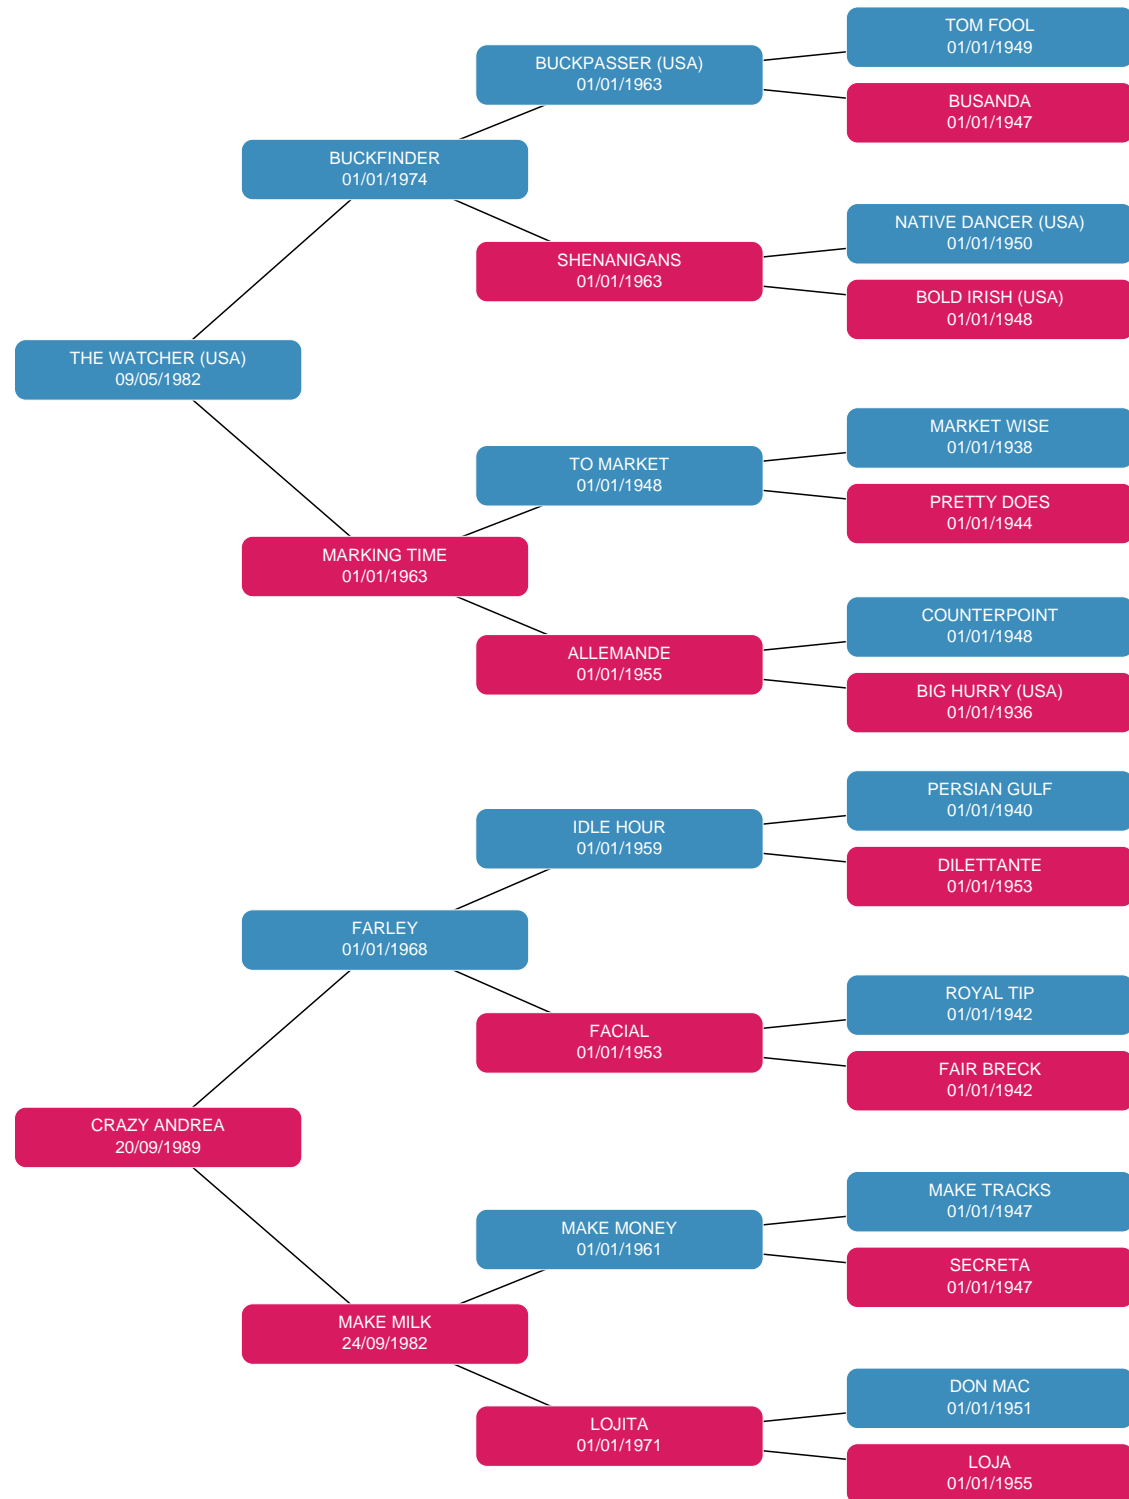 TOM FOOL
01/01/1949
BUCKPASSER (USA)
01/01/1963
BUSANDA
01/01/1947
BUCKFINDER
01/01/1974
NATIVE DANCER (USA)
01/01/1950
SHENANIGANS
01/01/1963
BOLD IRISH (USA)
01/01/1948
THE WATCHER (USA)
09/05/1982
MARKET WISE
01/01/1938
TO MARKET
01/01/1948
PRETTY DOES
01/01/1944
MARKING TIME
01/01/1963
COUNTERPOINT
01/01/1948
ALLEMANDE
01/01/1955
BIG HURRY (USA)
01/01/1936
PERSIAN GULF
01/01/1940
IDLE HOUR
01/01/1959
DILETTANTE
01/01/1953
FARLEY
01/01/1968
ROYAL TIP
01/01/1942
FACIAL
01/01/1953
FAIR BRECK
01/01/1942
CRAZY ANDREA
20/09/1989
MAKE TRACKS
01/01/1947
MAKE MONEY
01/01/1961
SECRETA
01/01/1947
MAKE MILK
24/09/1982
DON MAC
01/01/1951
LOJITA
01/01/1971
LOJA
01/01/1955